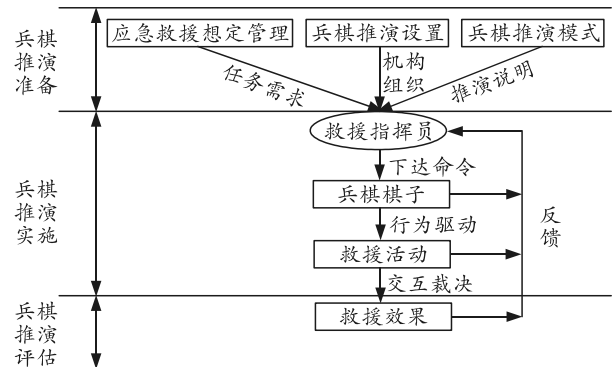 兵棋
推演
准备
应急救援想定管理
兵棋推演设置
兵棋推演模式
任务需求
机构
组织
推演说明
兵棋
推演
实施
救援指挥员
下达命令
兵棋棋子
行为驱动
救援活动
交互裁决
反
馈
兵棋
推演
评估
救援效果